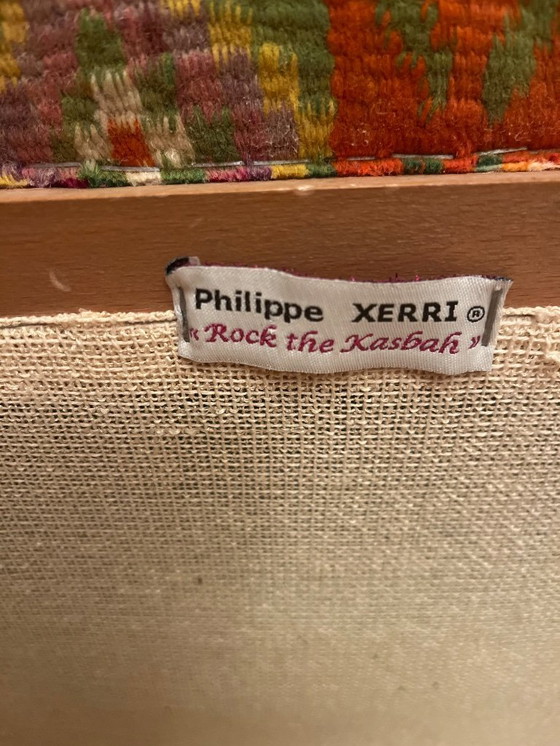 Philippe XERRI ®
« Rock the Kasbah »